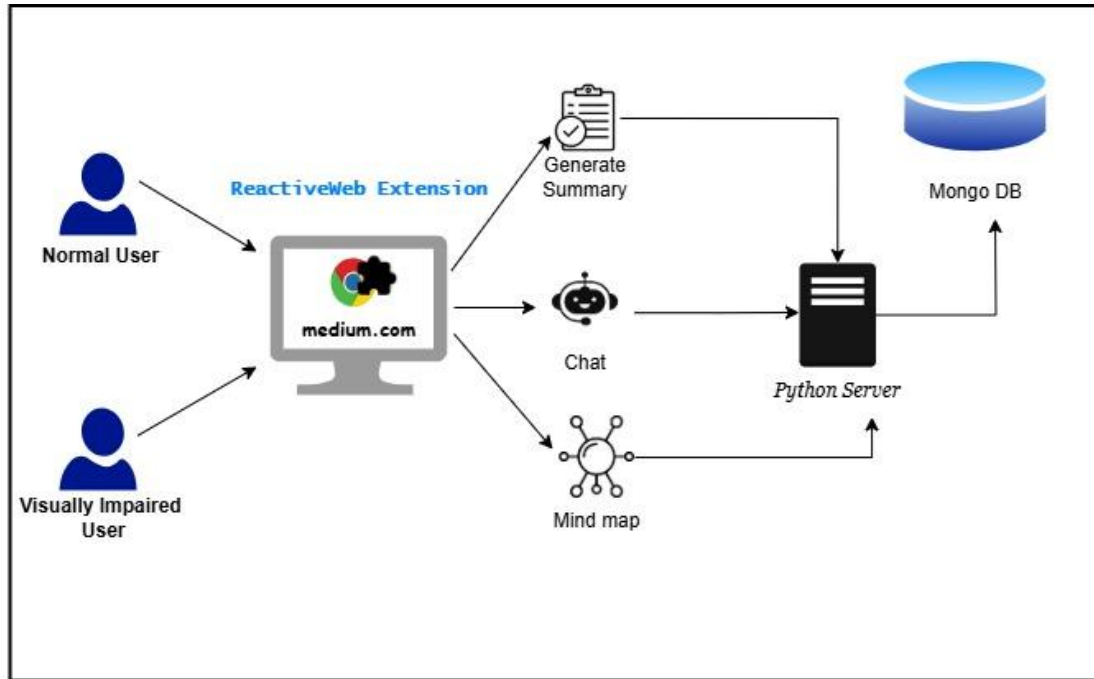 Normal User
Visually Impaired
User
ReactiveWeb Extension
medium.com
Generate
Summary
Chat
Mind map
Python Server
Mongo DB